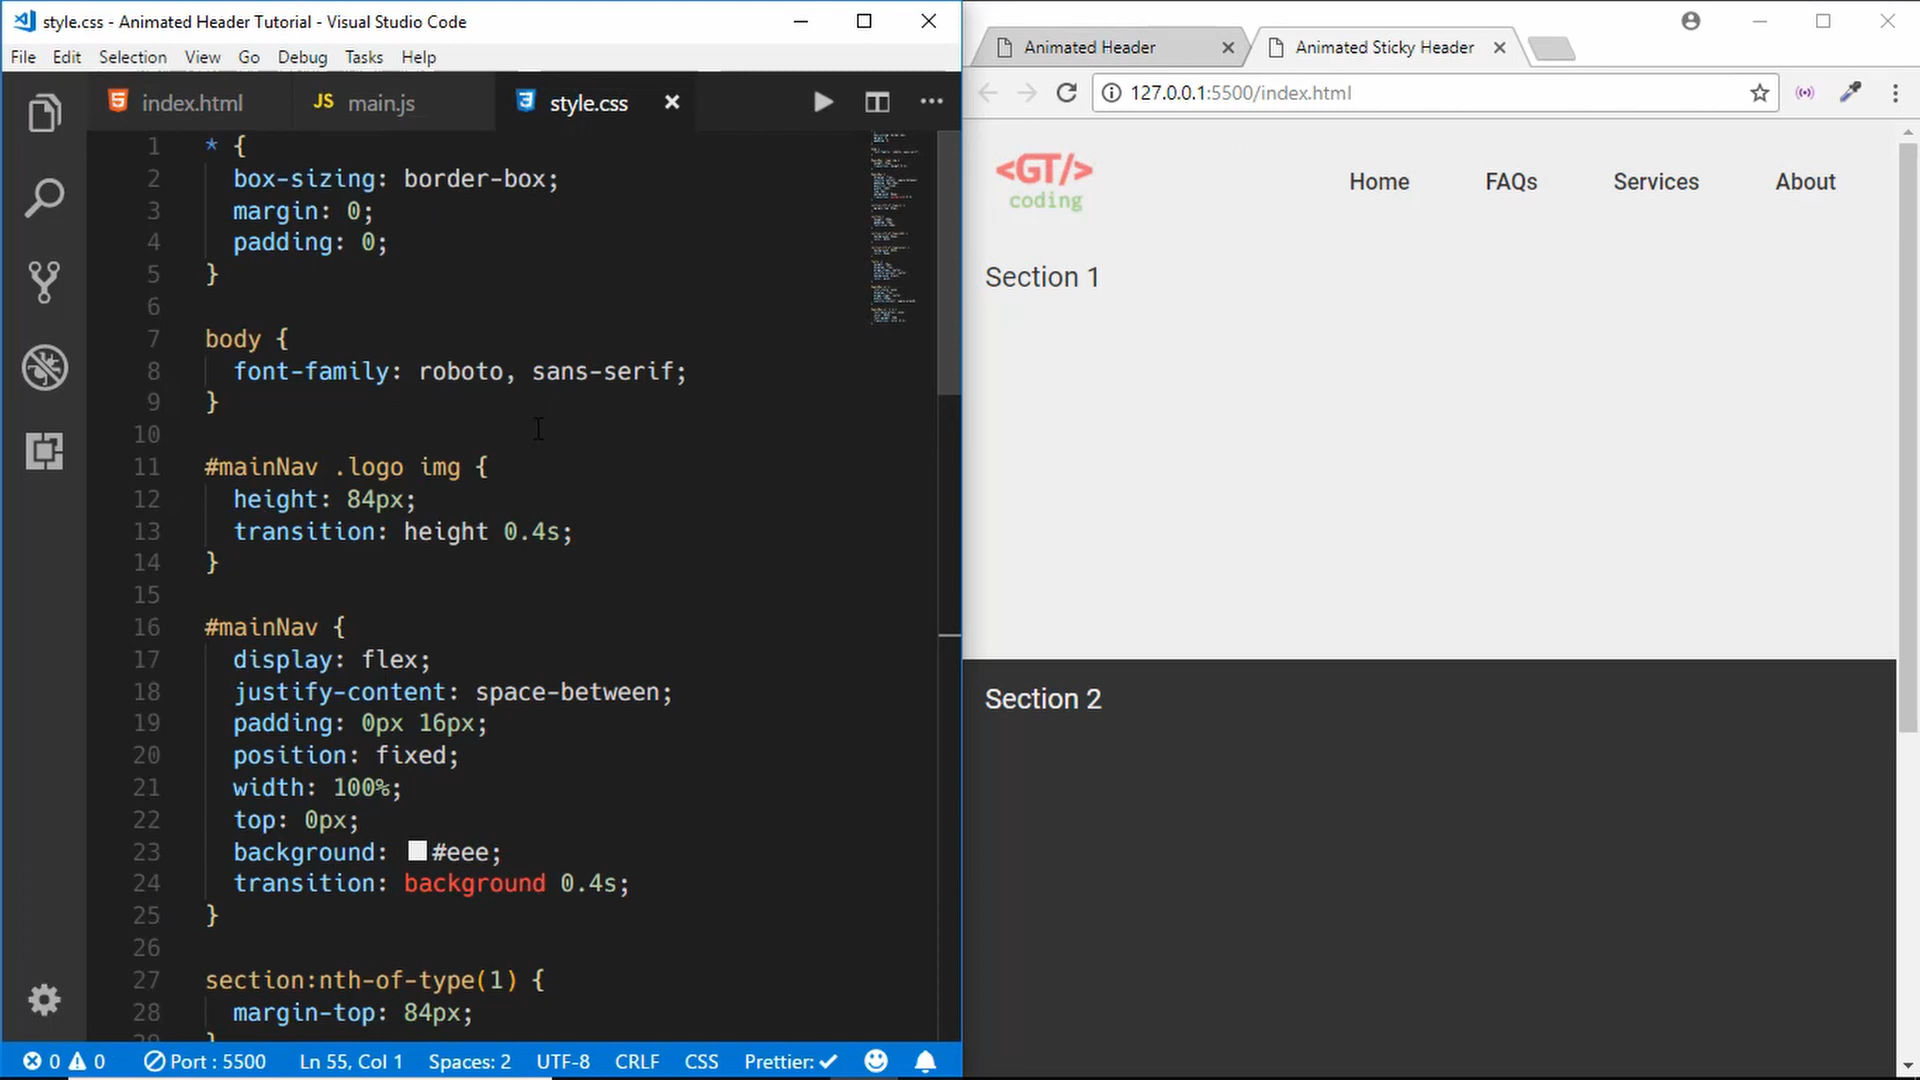 style.css - Animated Header Tutorial - Visual Studio Code
File Edit Selection View Go Debug Tasks Help
index.html
JS main.js
style.css
1 * {
2 box-sizing: border-box;
3 margin: 0;
4 padding: 0;
5 }
6
7 body {
8 font-family: roboto, sans-serif;
9 }
10
11 #mainNav .logo img {
12 height: 84px;
13 transition: height 0.4s;
14 }
15
16 #mainNav {
17 display: flex;
18 justify-content: space-between;
19 padding: 0px 16px;
20 position: fixed;
21 width: 100%;
22 top: 0px;
23 background: #eee;
24 transition: background 0.4s;
25 }
26
27 section:nth-of-type(1) {
28 margin-top: 84px;
29 }
0 0 Port : 5500 Ln 55, Col 1 Spaces: 2 UTF-8 CRLF CSS Prettier:
Animated Header
Animated Sticky Header
127.0.0.1:5500/index.html
<GT/>
coding
Home FAQs Services About
Section 1
Section 2